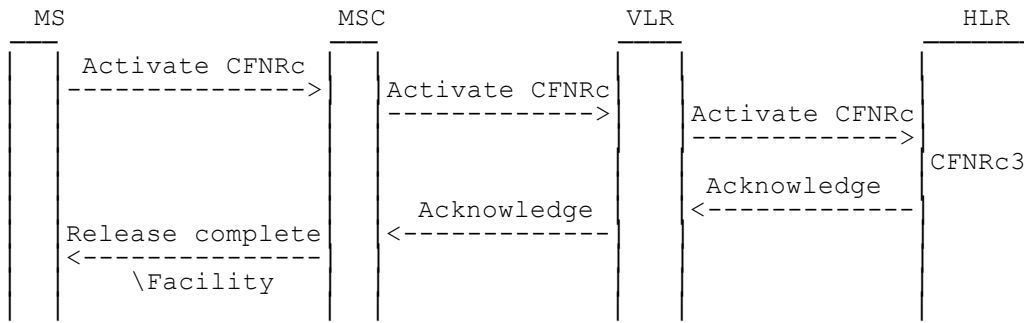 MS MSC VLR HLR
Activate CFNRc
Activate CFNRc
Activate CFNRc
CFNRc3
Acknowledge
Acknowledge
Release complete
\Facility